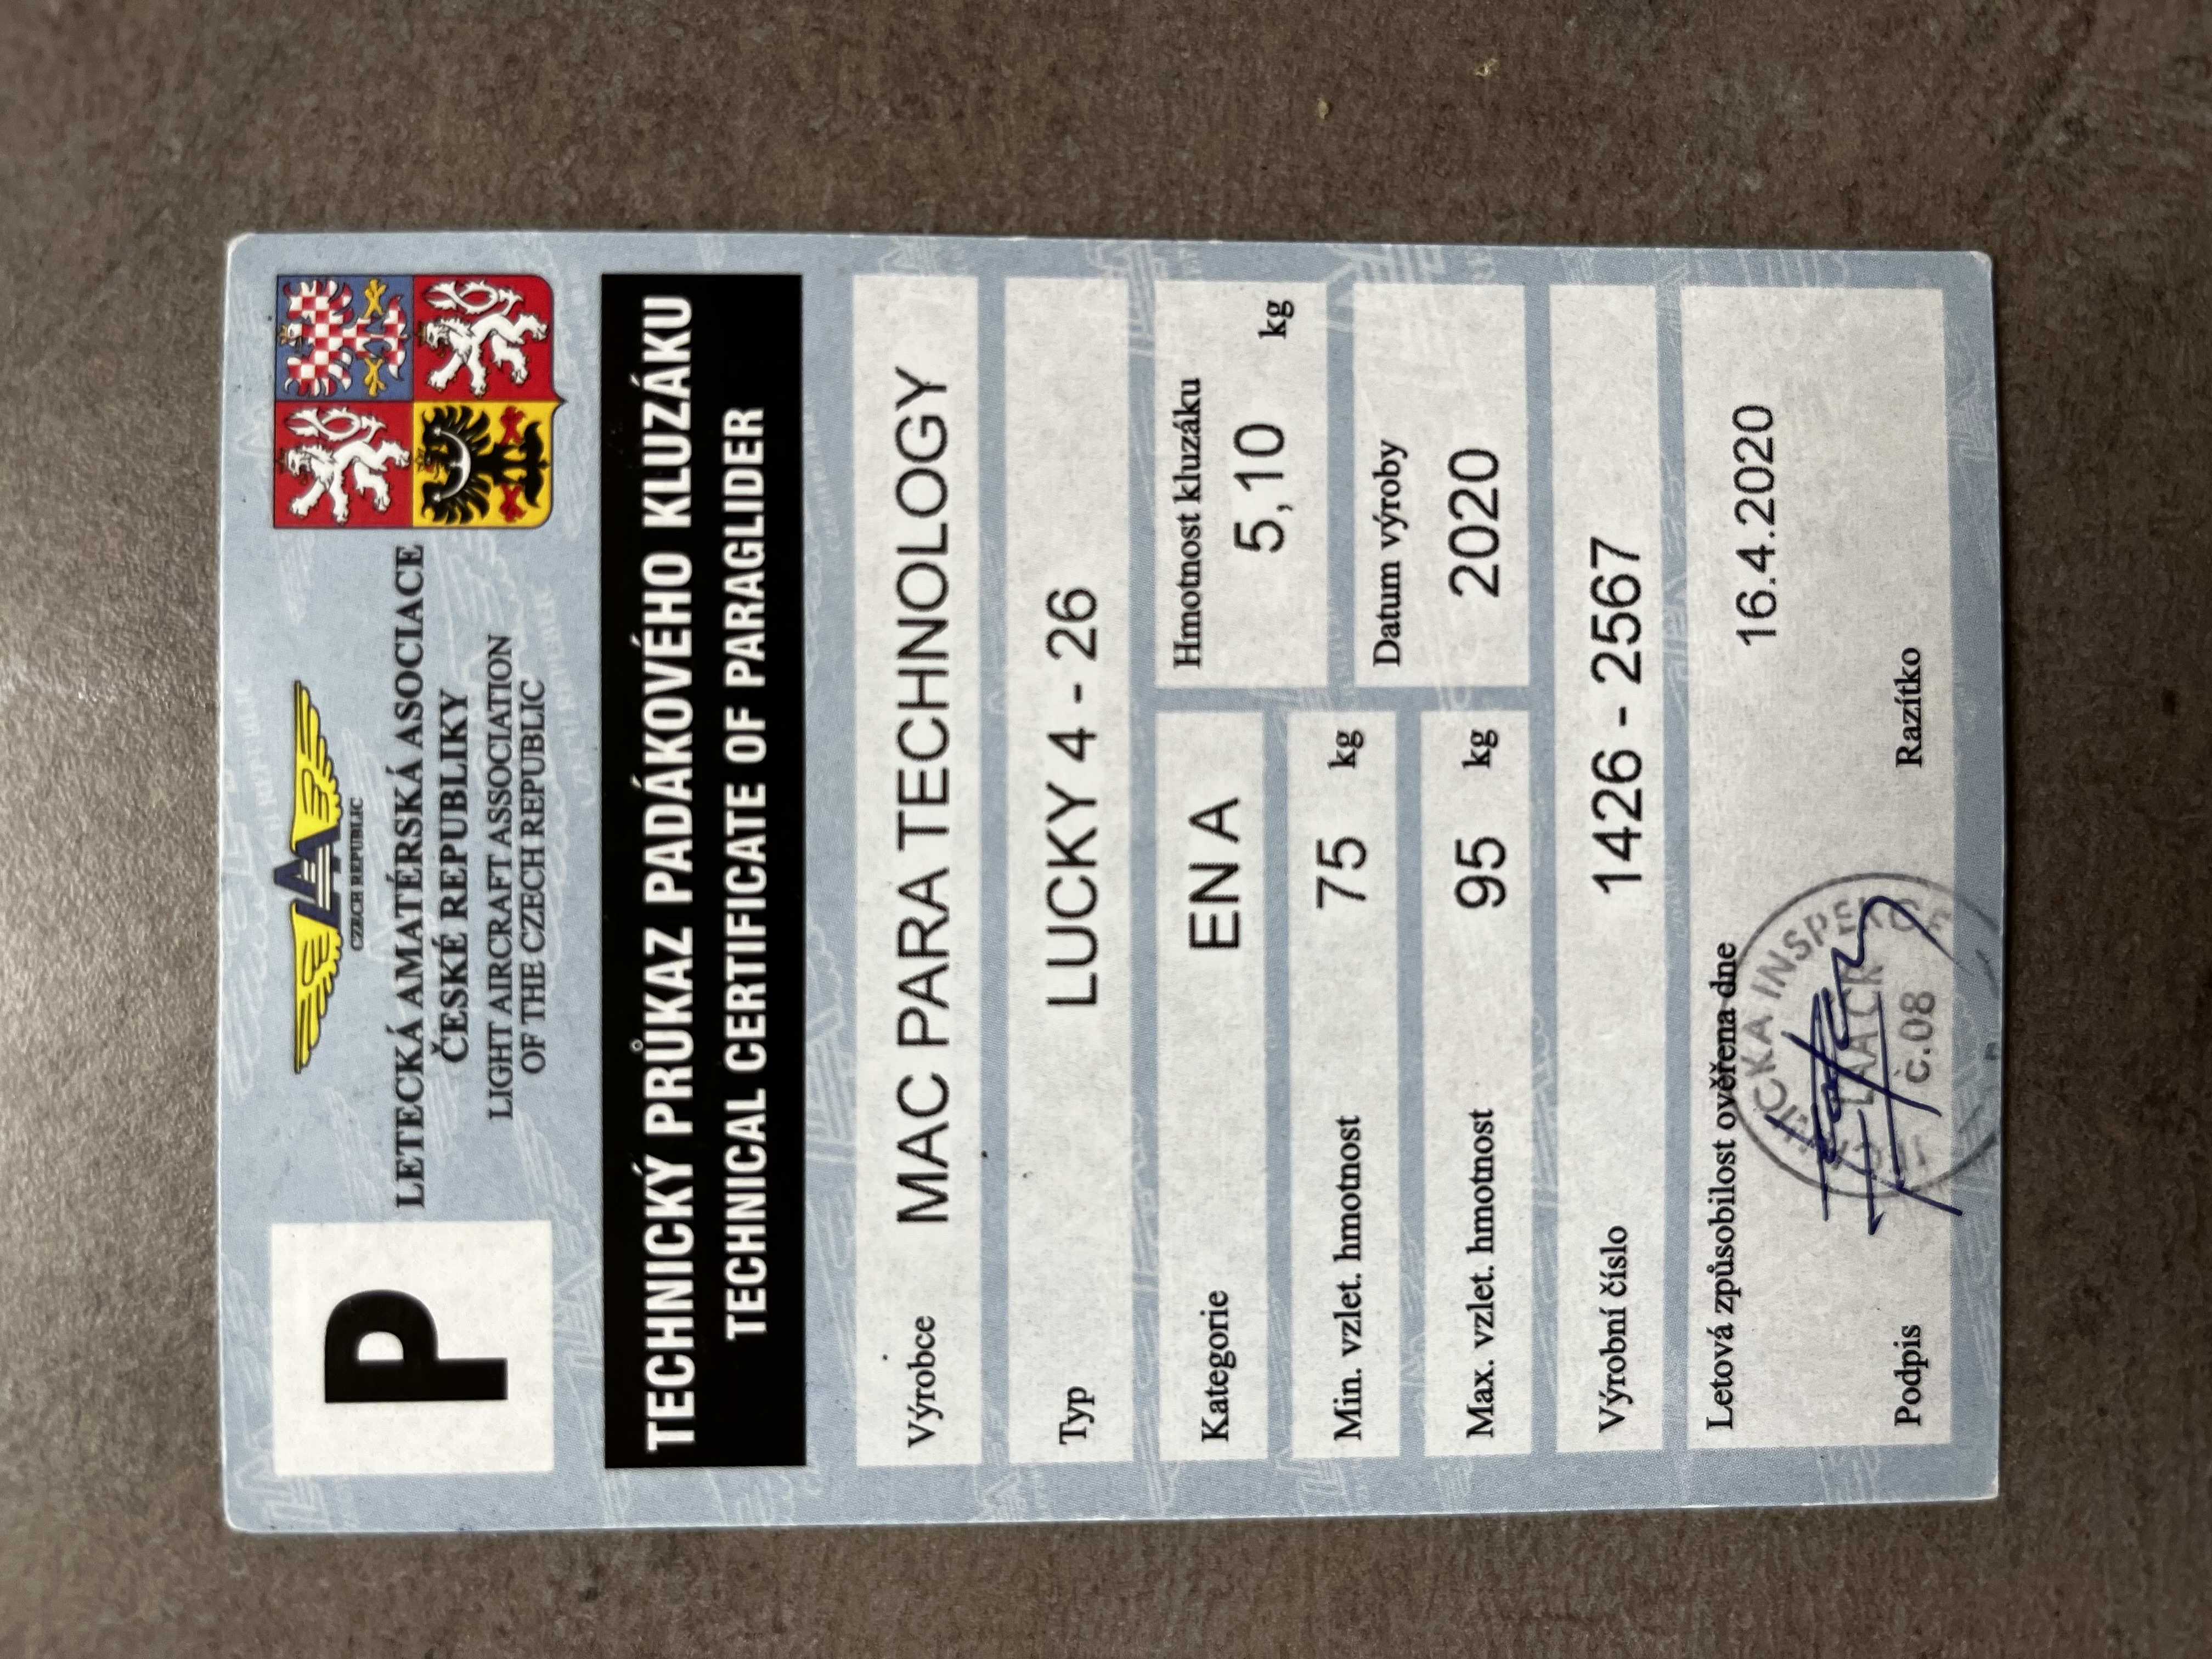 P
LAA
CZECH REPUBLIC
LETECKÁ AMATÉRSKÁ ASOCIACE
ČESKÉ REPUBLIKY
LIGHT AIRCRAFT ASSOCIATION
OF THE CZECH REPUBLIC
TECHNICKÝ PRŮKAZ PADÁKOVÉHO KLUZÁKU
TECHNICAL CERTIFICATE OF PARAGLIDER
Výrobce MAC PARA TECHNOLOGY
Typ LUCKY 4 - 26
Kategorie EN A
Hmotnost kluzáku
5,10 kg
Min. vzlet. hmotnost 75 kg
Datum výroby
2020
Max. vzlet. hmotnost 95 kg
Výrobní číslo 1426 - 2567
Letová způsobilost ověřena dne 16.4.2020
LAA ČR
č.08
Podpis Razítko